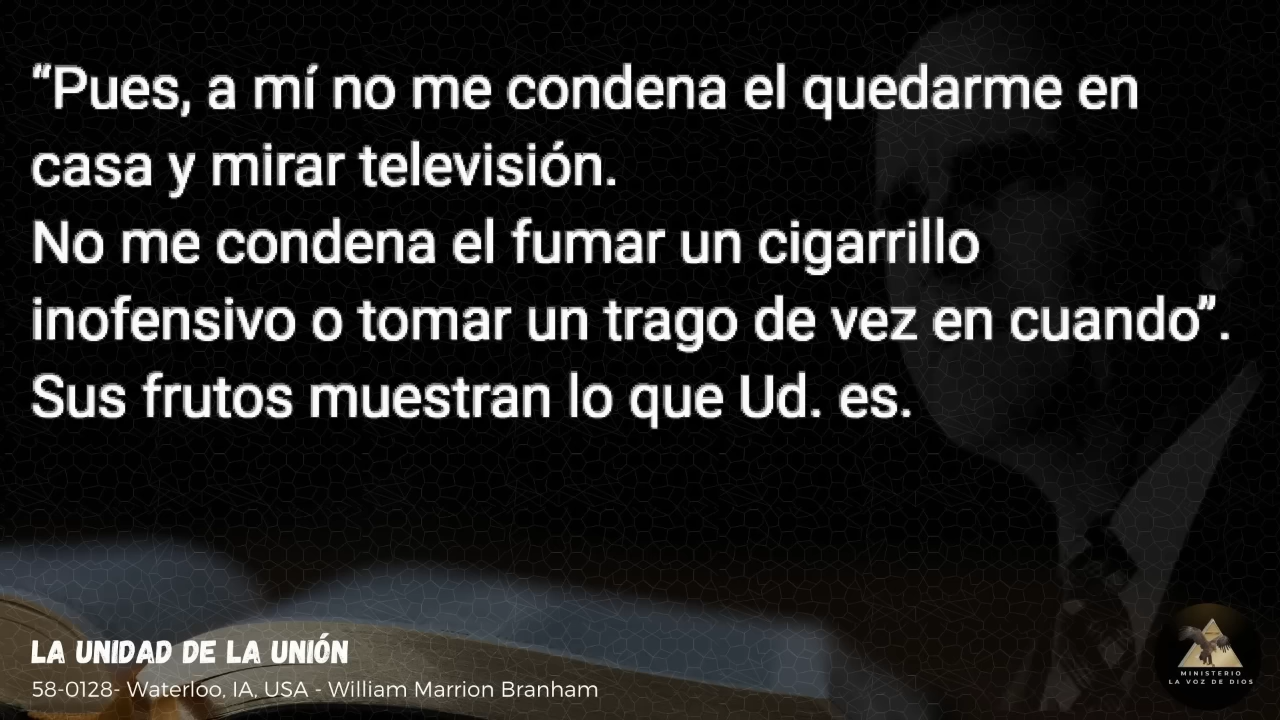 “Pues, a mí no me condena el quedarme en
casa y mirar televisión.
No me condena el fumar un cigarrillo
inofensivo o tomar un trago de vez en cuando”.
Sus frutos muestran lo que Ud. es.
LA UNIDAD DE LA UNIÓN
58-0128- Waterloo, IA, USA - William Marrion Branham
MINISTERIO
LA VOZ DE DIOS